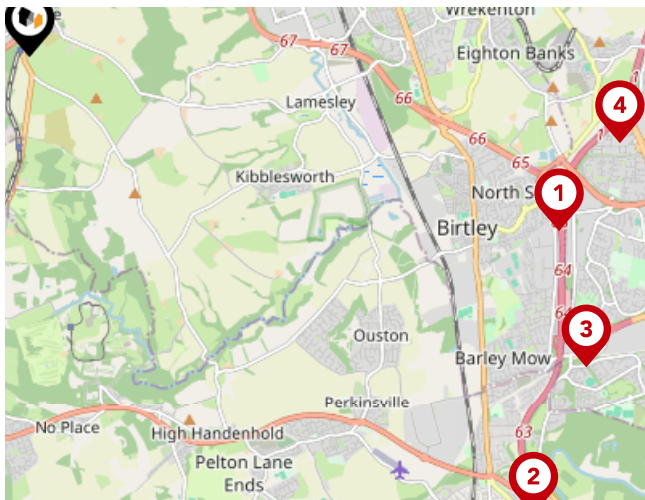 Wrekenton
67
67
Eighton Banks
1
4
Lamesley
66
66
65
Kibblesworth
North S
1
Birtley
64
64
3
Ouston
Barley Mow
Perkinsville
No Place
High Handenhold
63
Pelton Lane
Ends
2